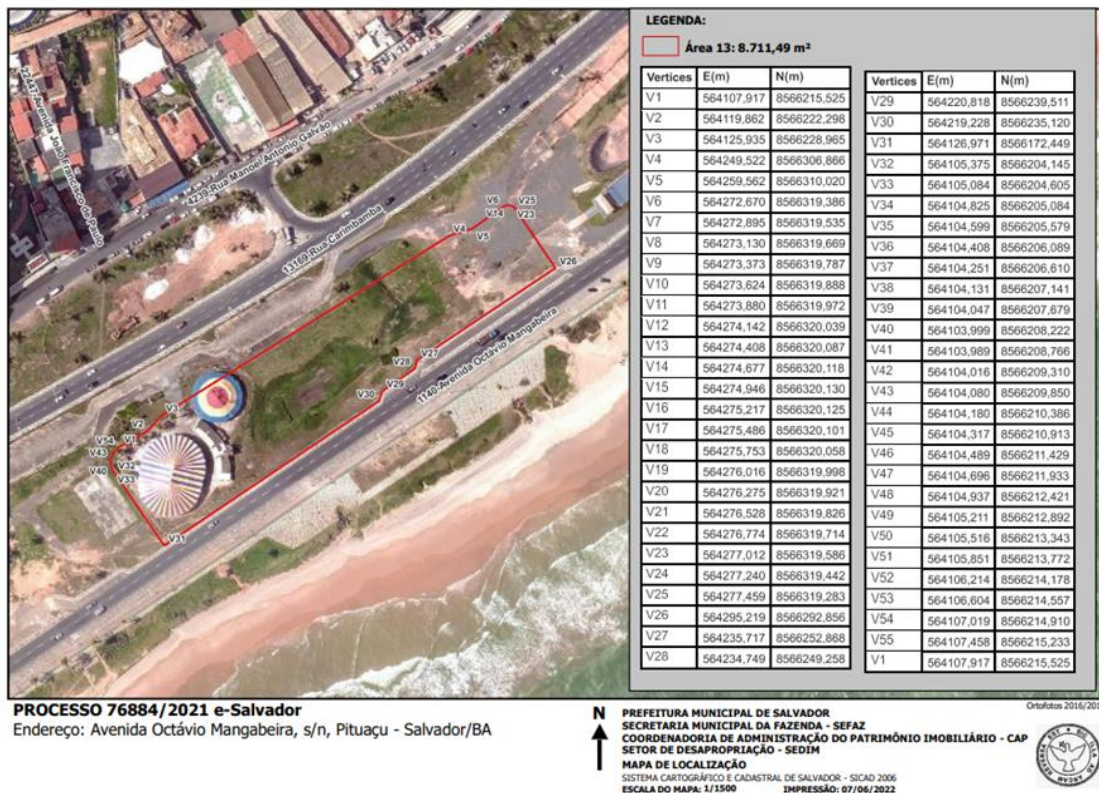 22447-Avenida João Francisco de Paulo
4239-Rua Manoel Antonio Galvão
13169-Rua Carimbamba
1140-Avenida Octávio Mangabeira
V6
V25
V14
V23
V4
V5
V26
V27
V28
V29
V30
V3
V2
V54
V1
V43
V40
V32
V33
V31
LEGENDA:
Área 13: 8.711,49 m²
Vertices E(m) N(m)
V1 564107,917 8566215,525
V2 564119,862 8566222,298
V3 564125,935 8566228,965
V4 564249,522 8566306,866
V5 564259,562 8566310,020
V6 564272,670 8566319,386
V7 564272,895 8566319,535
V8 564273,130 8566319,669
V9 564273,373 8566319,787
V10 564273,624 8566319,888
V11 564273,880 8566319,972
V12 564274,142 8566320,039
V13 564274,408 8566320,087
V14 564274,677 8566320,118
V15 564274,946 8566320,130
V16 564275,217 8566320,125
V17 564275,486 8566320,101
V18 564275,753 8566320,058
V19 564276,016 8566319,998
V20 564276,275 8566319,921
V21 564276,528 8566319,826
V22 564276,774 8566319,714
V23 564277,012 8566319,586
V24 564277,240 8566319,442
V25 564277,459 8566319,283
V26 564295,219 8566292,856
V27 564235,717 8566252,868
V28 564234,749 8566249,258
Vertices E(m) N(m)
V29 564220,818 8566239,511
V30 564219,228 8566235,120
V31 564126,971 8566172,449
V32 564105,375 8566204,145
V33 564105,084 8566204,605
V34 564104,825 8566205,084
V35 564104,599 8566205,579
V36 564104,408 8566206,089
V37 564104,251 8566206,610
V38 564104,131 8566207,141
V39 564104,047 8566207,679
V40 564103,999 8566208,222
V41 564103,989 8566208,766
V42 564104,016 8566209,310
V43 564104,080 8566209,850
V44 564104,180 8566210,386
V45 564104,317 8566210,913
V46 564104,489 8566211,429
V47 564104,696 8566211,933
V48 564104,937 8566212,421
V49 564105,211 8566212,892
V50 564105,516 8566213,343
V51 564105,851 8566213,772
V52 564106,214 8566214,178
V53 564106,604 8566214,557
V54 564107,019 8566214,910
V55 564107,458 8566215,233
V1 564107,917 8566215,525
PROCESSO 76884/2021 e-Salvador
Endereço: Avenida Octávio Mangabeira, s/n, Pituaçu - Salvador/BA
N
Ortofotos 2016/201
PREFEITURA MUNICIPAL DE SALVADOR
SECRETARIA MUNICIPAL DA FAZENDA - SEFAZ
COORDENADORIA DE ADMINISTRAÇÃO DO PATRIMÔNIO IMOBILIÁRIO - CAP
SETOR DE DESAPROPRIAÇÃO - SEDIM
MAPA DE LOCALIZAÇÃO
SISTEMA CARTOGRÁFICO E CADASTRAL DE SALVADOR - SICAD 2006
ESCALA DO MAPA: 1/1500 IMPRESSÃO: 07/06/2022